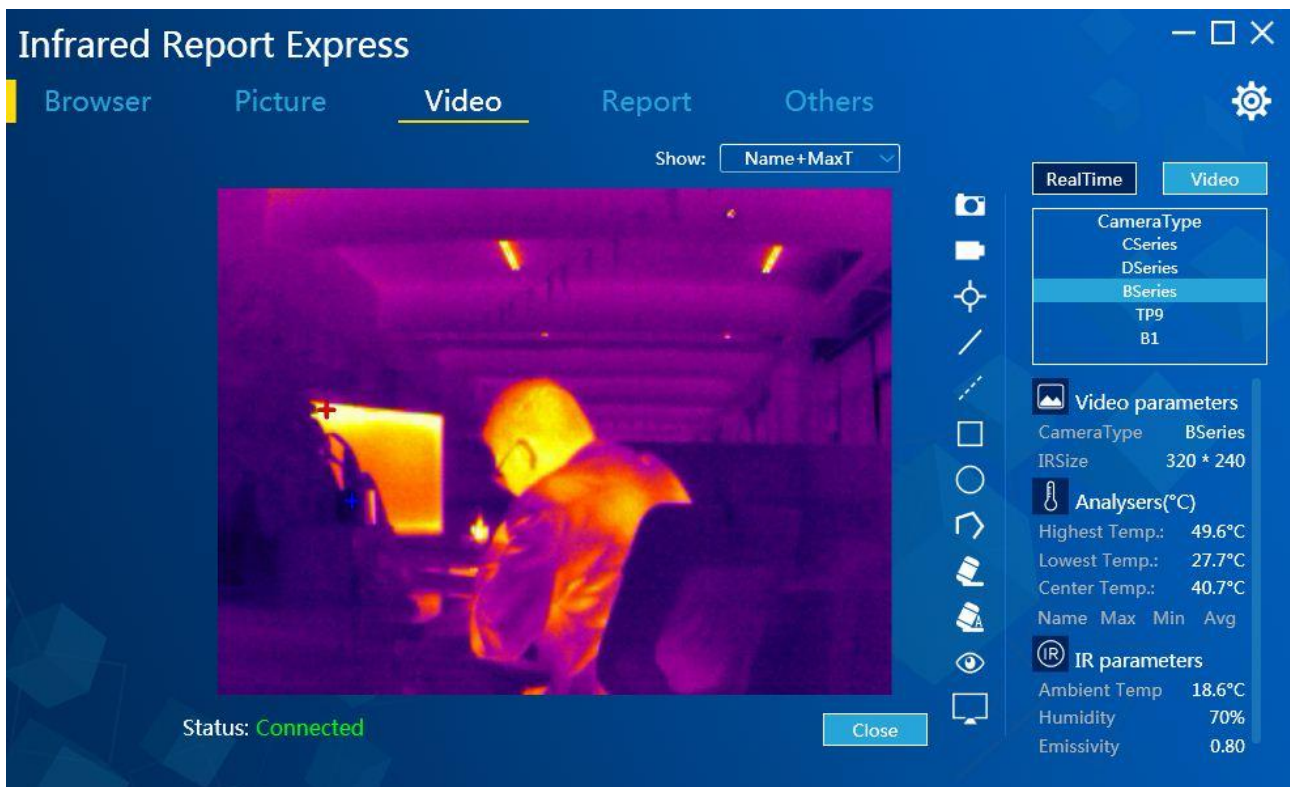 Infrared Report Express
Browser Picture Video Report Others
Show: Name+MaxT
RealTime Video
CameraType
CSeries
DSeries
BSeries
TP9
B1
Video parameters
CameraType BSeries
IRSize 320 * 240
Analysers(°C)
Highest Temp.: 49.6°C
Lowest Temp.: 27.7°C
Center Temp.: 40.7°C
Name Max Min Avg
IR IR parameters
Ambient Temp 18.6°C
Humidity 70%
Emissivity 0.80
Status: Connected
Close